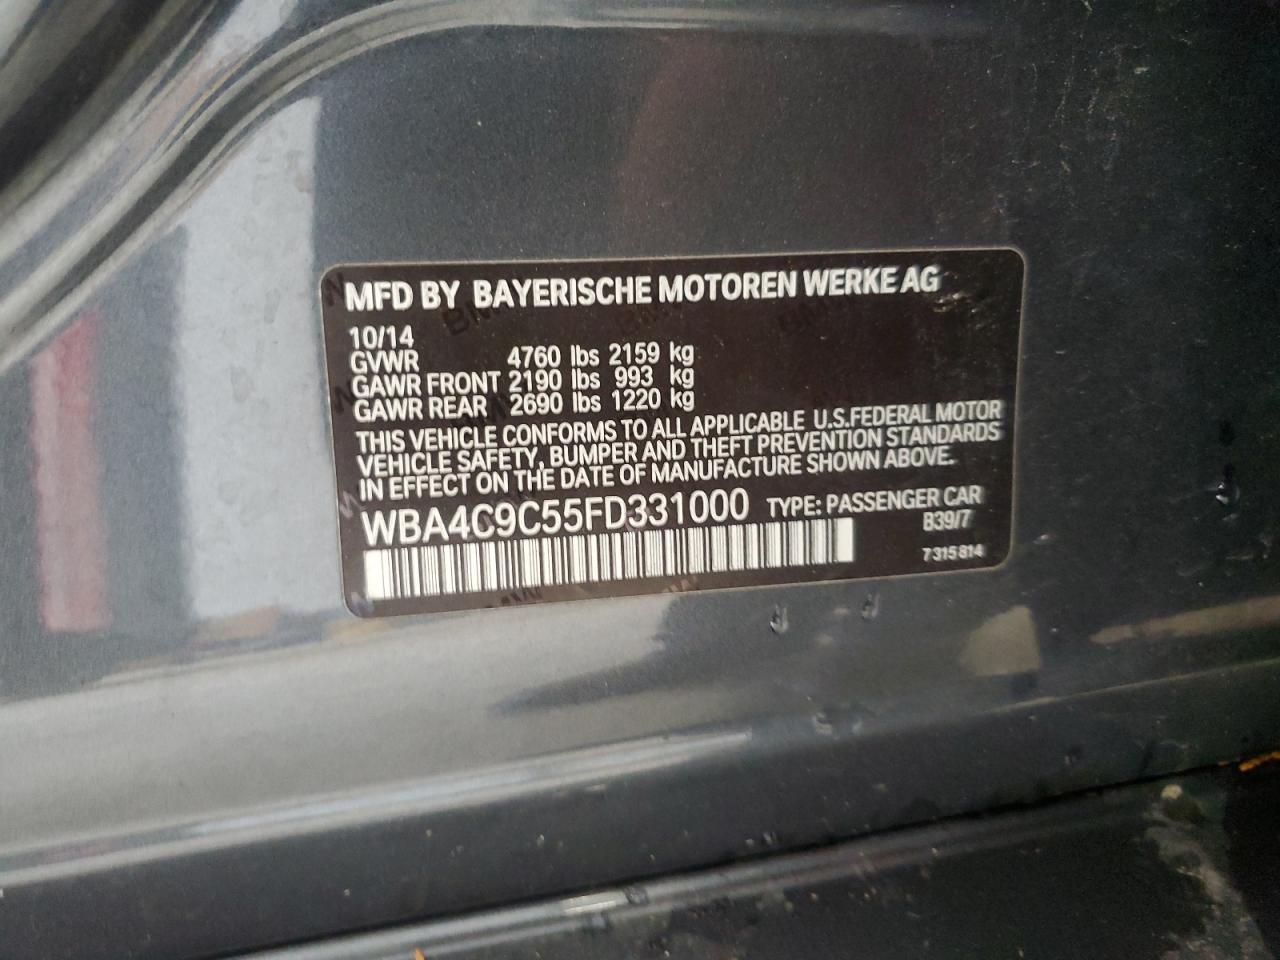 MFD BY BAYERISCHE MOTOREN WERKE AG
10/14
GVWR 4760 lbs 2159 kg
GAWR FRONT 2190 lbs 993 kg
GAWR REAR 2690 lbs 1220 kg
THIS VEHICLE CONFORMS TO ALL APPLICABLE U.S.FEDERAL MOTOR
VEHICLE SAFETY, BUMPER AND THEFT PREVENTION STANDARDS
IN EFFECT ON THE DATE OF MANUFACTURE SHOWN ABOVE.
WBA4C9C55FD331000 TYPE: PASSENGER CAR
B39/7
7315814